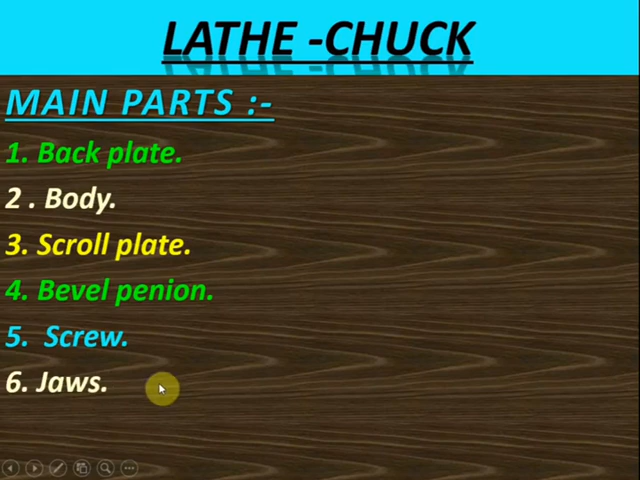 LATHE -CHUCK
MAIN PARTS :-
1. Back plate.
2 . Body.
3. Scroll plate.
4. Bevel penion.
5.  Screw.
6. Jaws.